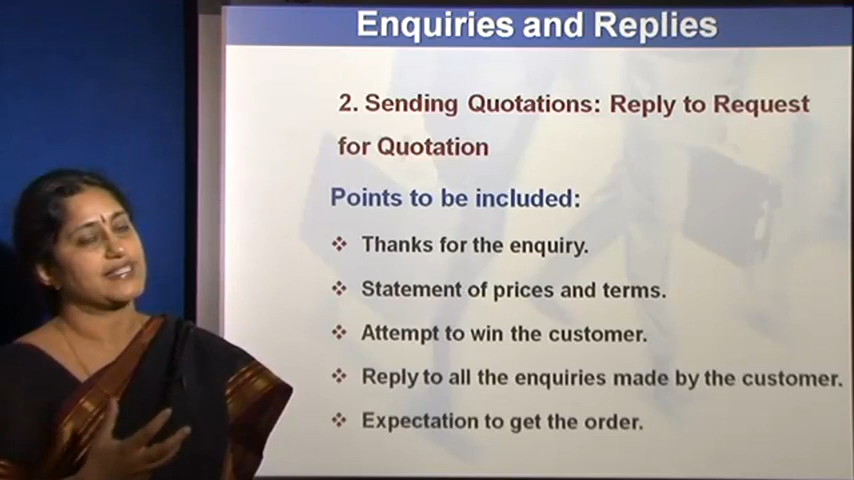 Enquiries and Replies
2. Sending Quotations: Reply to Request
for Quotation
Points to be included:
❖ Thanks for the enquiry.
❖ Statement of prices and terms.
❖ Attempt to win the customer.
❖ Reply to all the enquiries made by the customer.
❖ Expectation to get the order.